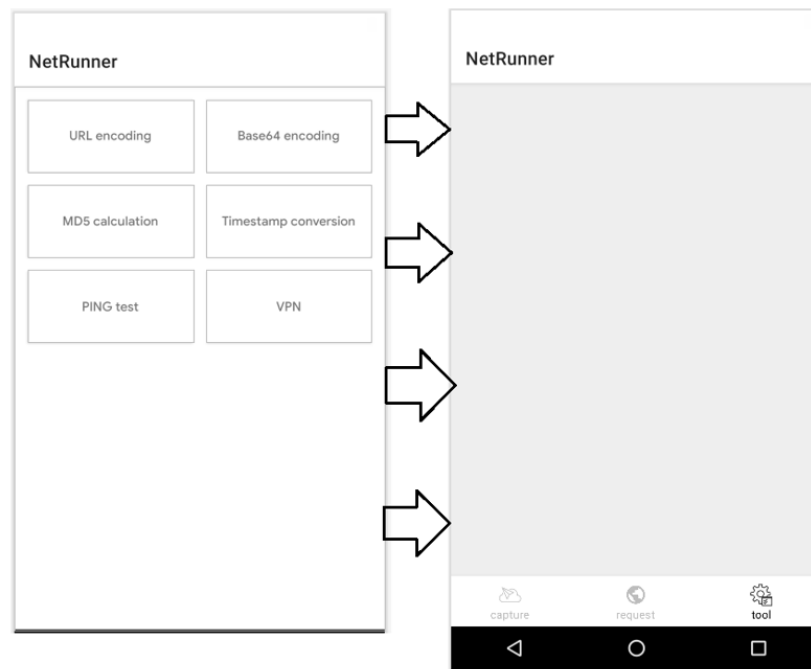 NetRunner
URL encoding
Base64 encoding
MD5 calculation
Timestamp conversion
PING test
VPN
NetRunner
capture
request
tool